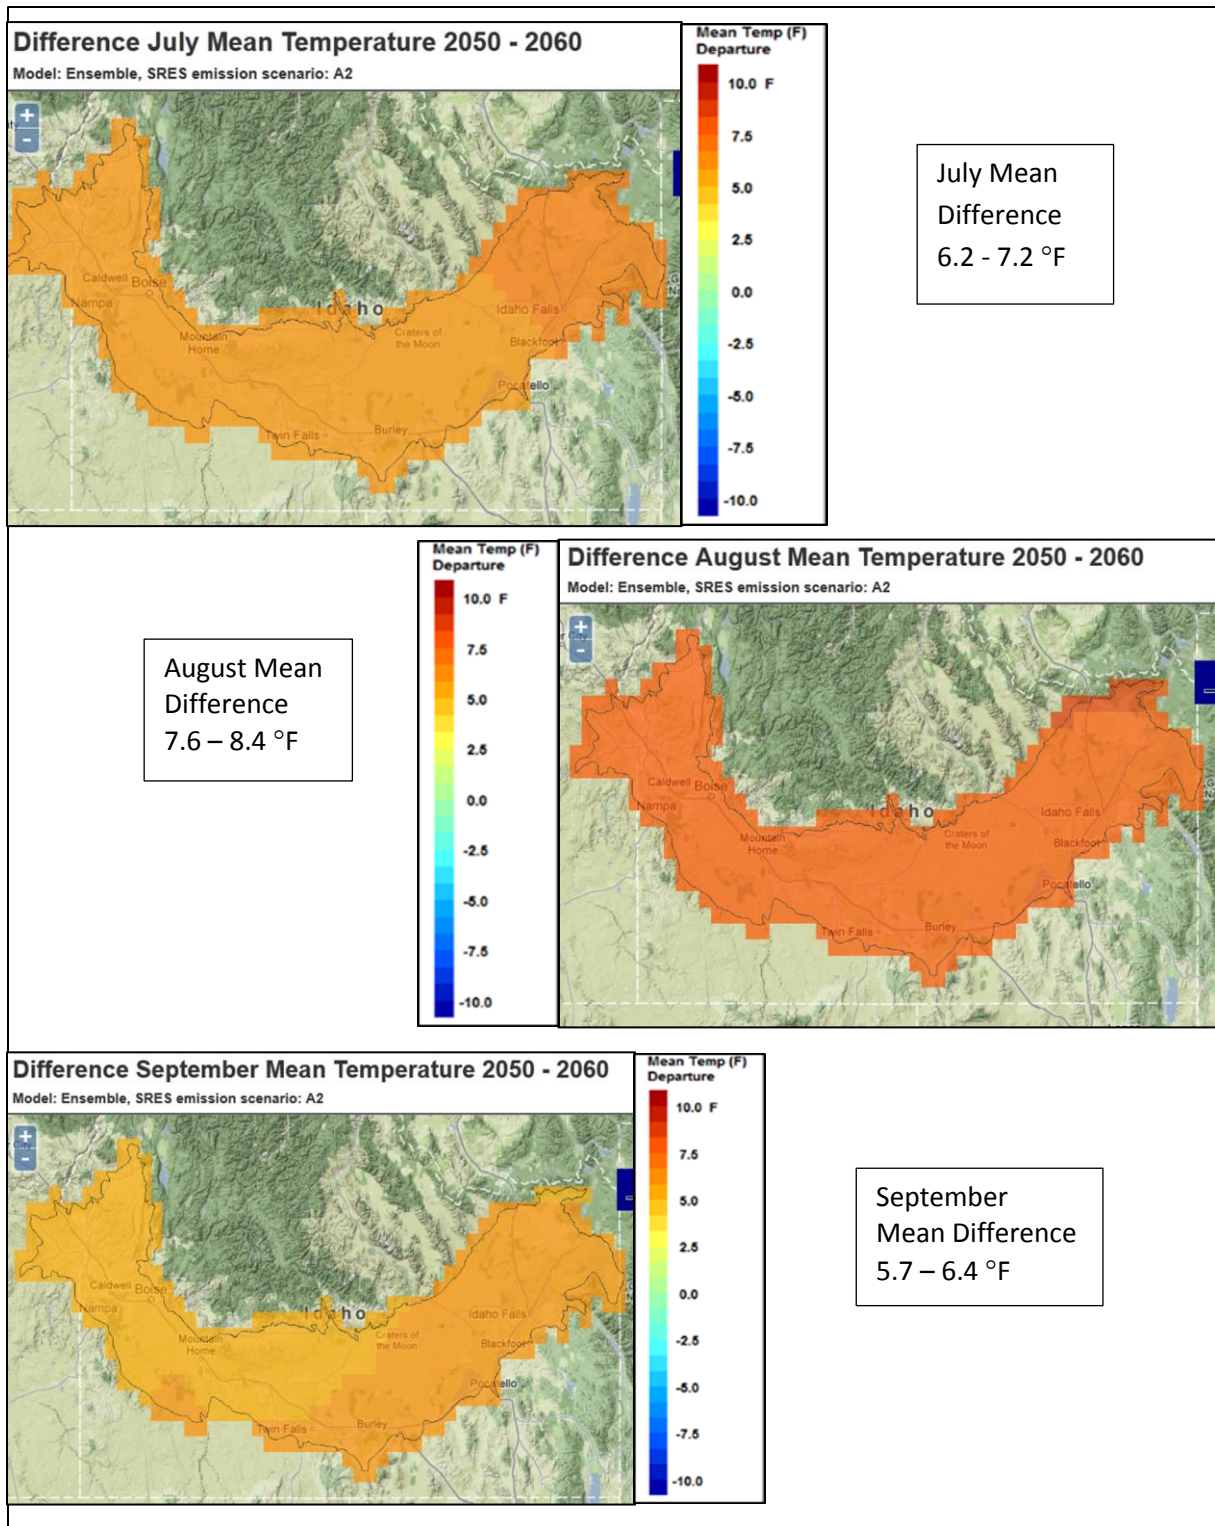 Difference July Mean Temperature 2050 - 2060
Model: Ensemble, SRES emission scenario: A2
+
-
Caldwell
Boise
Nampa
Mountain
Home
Idaho
Craters of
the Moon
Idaho Falls
Blackfoot
Pocatello
Twin Falls
Burley
Mean Temp (F)
Departure
10.0 F
7.5
5.0
2.5
0.0
-2.5
-5.0
-7.5
-10.0
July Mean
Difference
6.2 - 7.2 °F
August Mean
Difference
7.6 – 8.4 °F
Mean Temp (F)
Departure
10.0 F
7.5
5.0
2.5
0.0
-2.5
-5.0
-7.5
-10.0
Difference August Mean Temperature 2050 - 2060
Model: Ensemble, SRES emission scenario: A2
+
-
Caldwell
Boise
Nampa
Mountain
Home
Idaho
Craters of
the Moon
Idaho Falls
Blackfoot
Pocatello
Twin Falls
Burley
Difference September Mean Temperature 2050 - 2060
Model: Ensemble, SRES emission scenario: A2
+
-
Caldwell
Boise
Nampa
Mountain
Home
Idaho
Craters of
the Moon
Idaho Falls
Blackfoot
Pocatello
Twin Falls
Burley
Mean Temp (F)
Departure
10.0 F
7.5
5.0
2.5
0.0
-2.5
-5.0
-7.5
-10.0
September
Mean Difference
5.7 – 6.4 °F